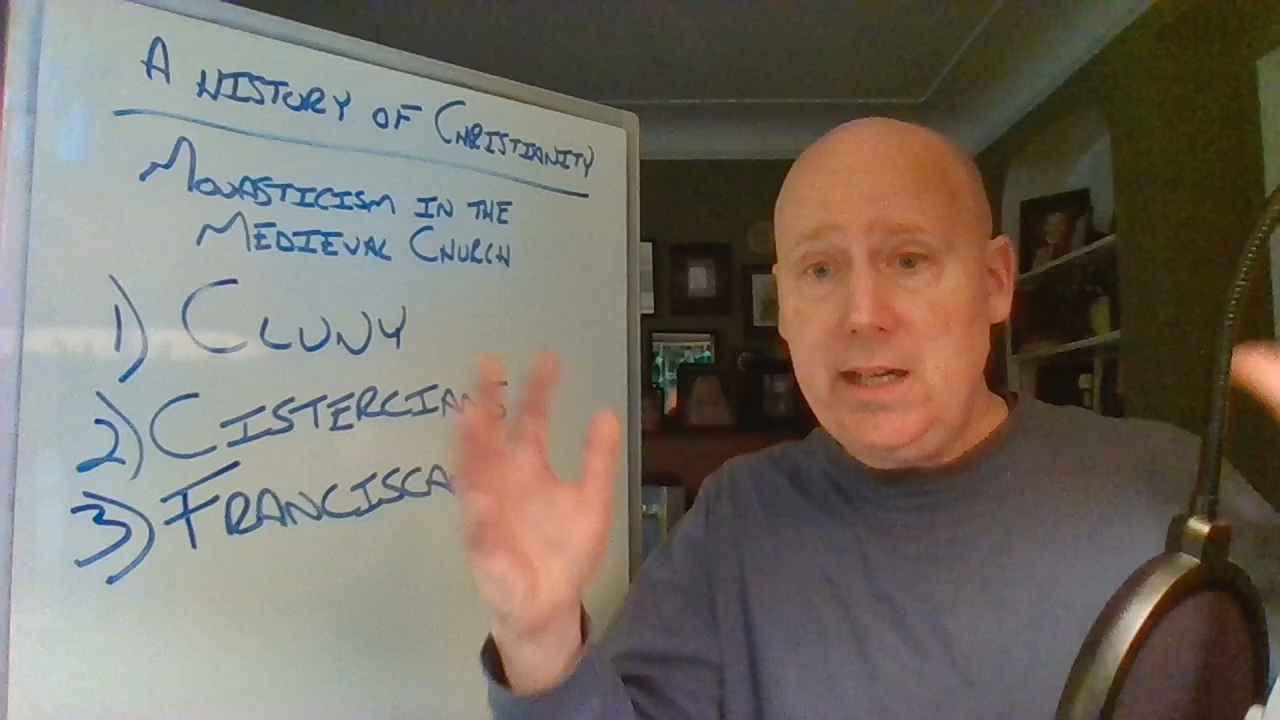 A HISTORY OF CHRISTIANITY
MONASTICISM IN THE
MEDIEVAL CHURCH
1) CLUNY
2) CISTERCIANS
3) FRANCISCA